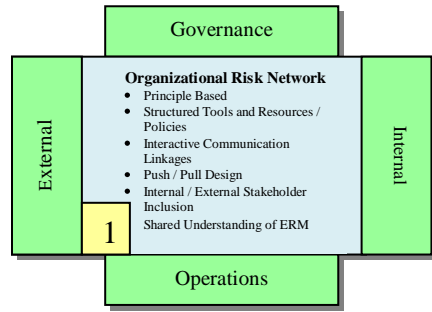 Governance
Organizational Risk Network
• Principle Based
• Structured Tools and Resources /
Policies
• Interactive Communication
Linkages
• Push / Pull Design
• Internal / External Stakeholder
Inclusion
Shared Understanding of ERM
External
Internal
1
Operations